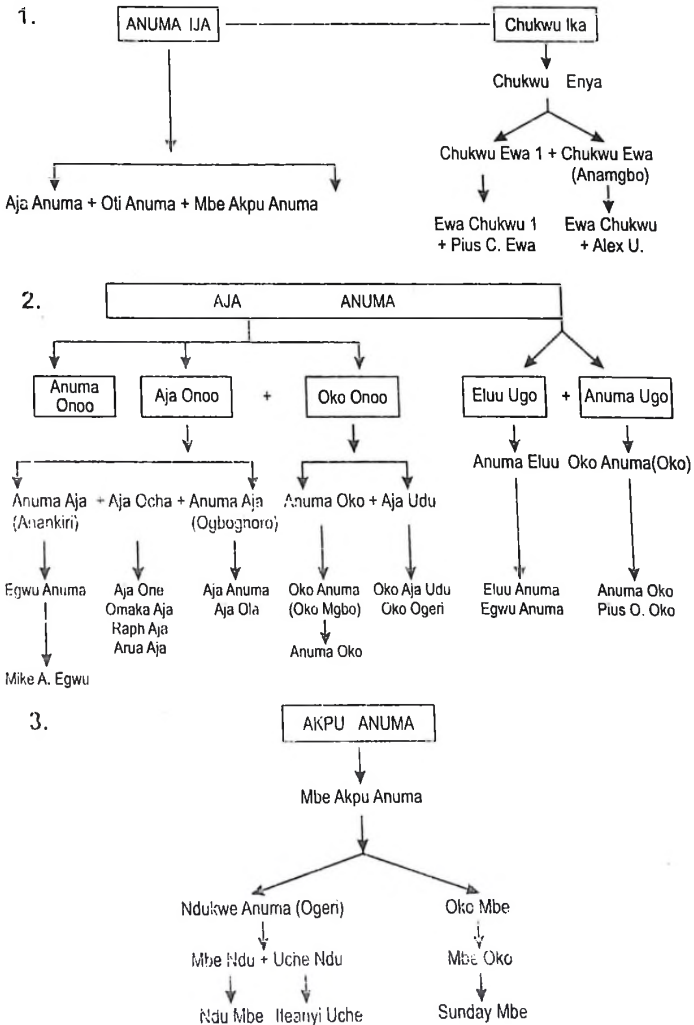 1.
ANUMA IJA
Chukwu Ika
Chukwu Enya
Chukwu Ewa 1 + Chukwu Ewa
(Anamgbo)
Aja Anuma + Oti Anuma + Mbe Akpu Anuma
Ewa Chukwu 1
+ Pius C. Ewa
Ewa Chukwu
+ Alex U.
2.
AJA ANUMA
Anuma
Onoo
Aja Onoo
+
Oko Onoo
Eluu Ugo
+
Anuma Ugo
Anuma Eluu
Oko Anuma(Oko)
Anuma Aja
(Anankiri)
+ Aja Ocha +
Anuma Aja
(Ogbognoro)
Anuma Oko + Aja Udu
Egwu Anuma
Mike A. Egwu
Aja One
Omaka Aja
Raph Aja
Arua Aja
Aja Anuma
Aja Ola
Oko Anuma
(Oko Mgbo)
Anuma Oko
Oko Aja Udu
Oko Ogeri
Eluu Anuma
Egwu Anuma
Anuma Oko
Pius O. Oko
3.
AKPU ANUMA
Mbe Akpu Anuma
Ndukwe Anuma (Ogeri)
Oko Mbe
Mbe Ndu + Uche Ndu
Mbe Oko
Ndu Mbe
Ifeanyi Uche
Sunday Mbe